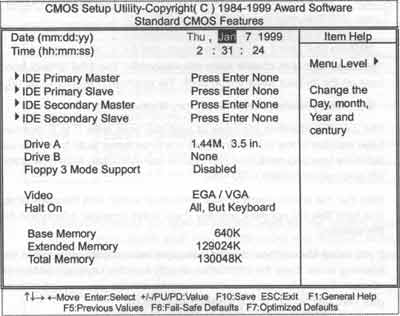 CMOS Setup Utility-Copyright( C ) 1984-1999 Award Software
Standard CMOS Features
Date (mm:dd:yy) Thu , Jan 7 1999
Time (hh:mm:ss) 2 : 31 : 24
Item Help
Menu Level ▶
Change the
Day, month,
Year and
century
▶ IDE Primary Master Press Enter None
▶ IDE Primary Slave Press Enter None
▶ IDE Secondary Master Press Enter None
▶ IDE Secondary Slave Press Enter None
Drive A 1.44M, 3.5 in.
Drive B None
Floppy 3 Mode Support Disabled
Video EGA / VGA
Halt On All, But Keyboard
Base Memory 640K
Extended Memory 129024K
Total Memory 130048K
↑↓→ ←Move Enter:Select +/-/PU/PD:Value F10:Save ESC:Exit F1:General Help
F5:Previous Values F6:Fail-Safe Defaults F7:Optimized Defaults